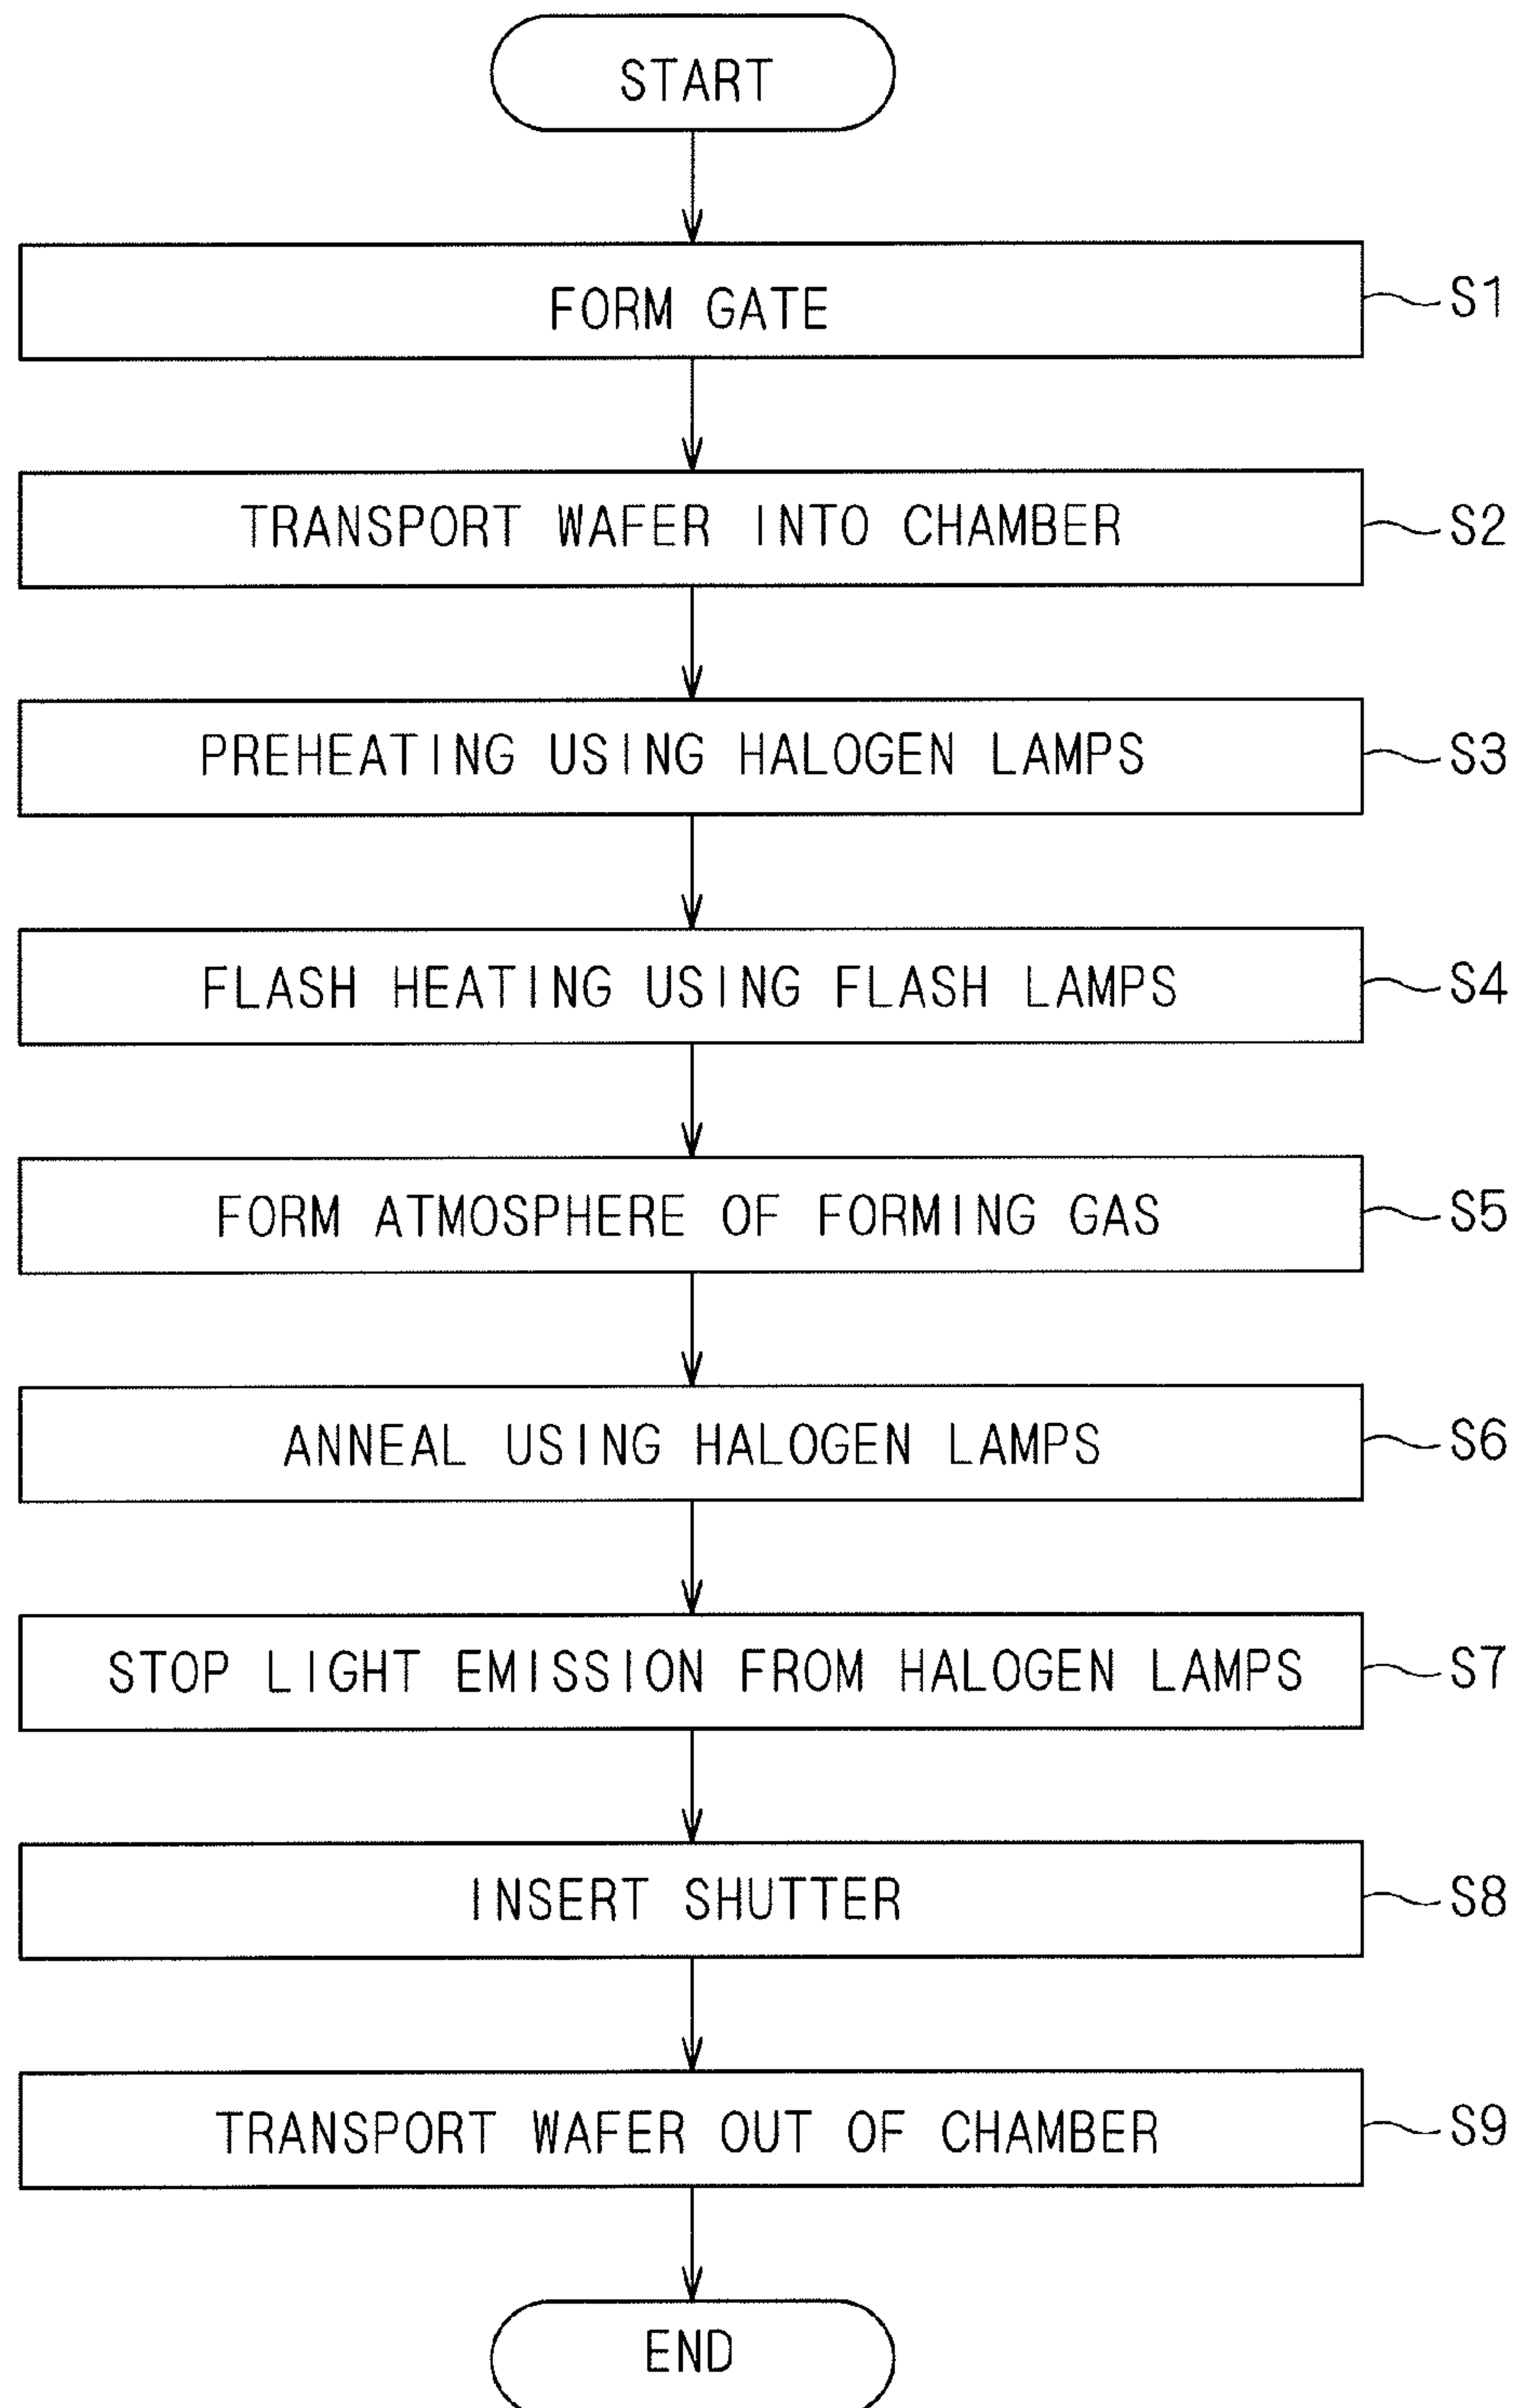 START
FORM GATE S1
TRANSPORT WAFER INTO CHAMBER S2
PREHEATING USING HALOGEN LAMPS S3
FLASH HEATING USING FLASH LAMPS S4
FORM ATMOSPHERE OF FORMING GAS S5
ANNEAL USING HALOGEN LAMPS S6
STOP LIGHT EMISSION FROM HALOGEN LAMPS S7
INSERT SHUTTER S8
TRANSPORT WAFER OUT OF CHAMBER S9
END